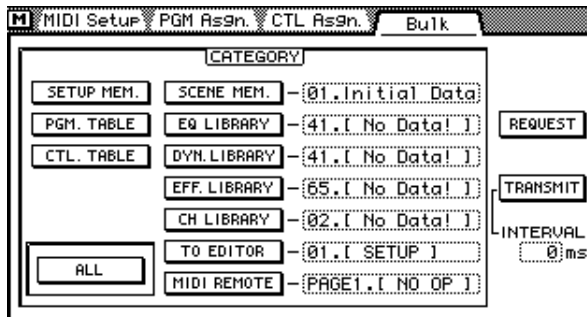 M MIDI Setup PGM Asgn. CTL Asgn. Bulk
CATEGORY
SETUP MEM. SCENE MEM. 01.Initial Data
PGM. TABLE EQ LIBRARY 41.[ No Data! ] REQUEST
CTL. TABLE DYN.LIBRARY 41.[ No Data! ]
EFF. LIBRARY 65.[ No Data! ] TRANSMIT
CH LIBRARY 02.[ No Data! ]
INTERVAL
TO EDITOR 01.[ SETUP ] 0 ms
ALL MIDI REMOTE PAGE1.[ NO OP ]